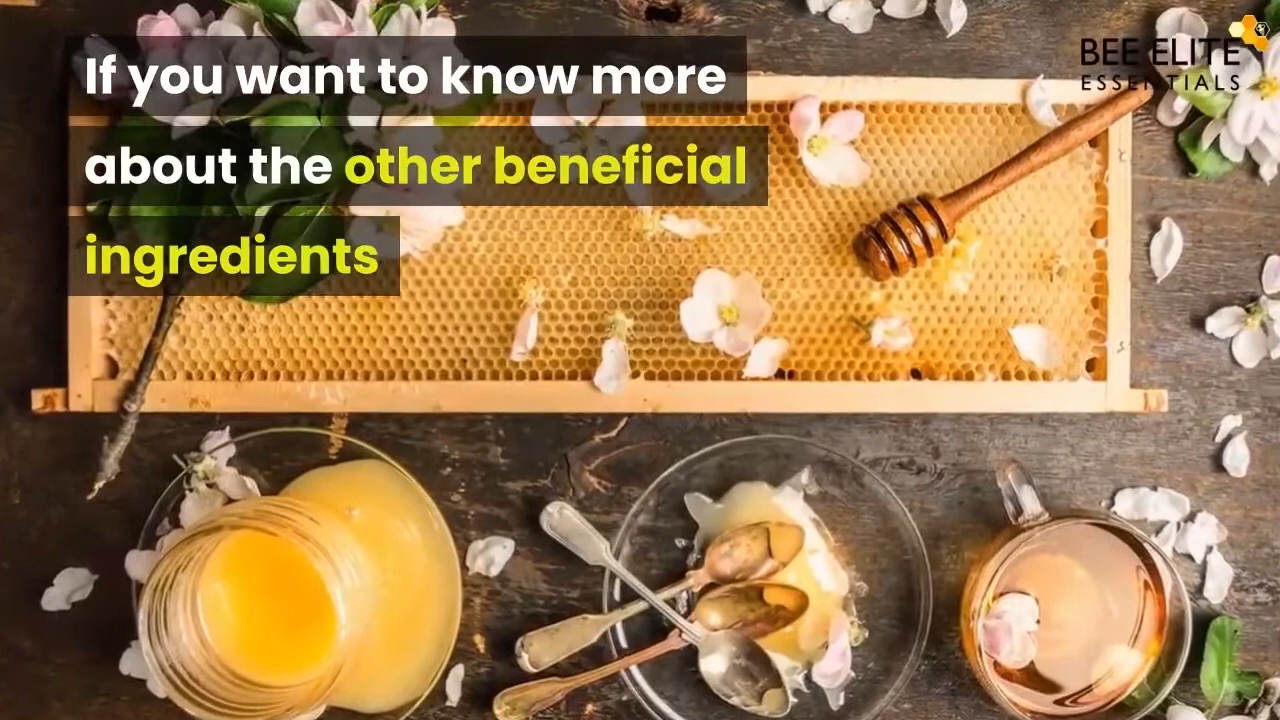 If you want to know more
about the other beneficial
ingredients
BEE ELITE
ESSENTIALS